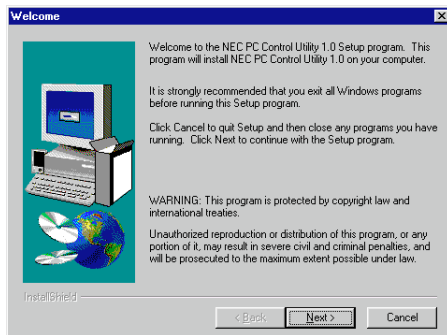 Welcome
Welcome to the NEC PC Control Utility 1.0 Setup program. This
program will install NEC PC Control Utility 1.0 on your computer.
It is strongly recommended that you exit all Windows programs
before running this Setup program.
Click Cancel to quit Setup and then close any programs you have
running. Click Next to continue with the Setup program.
WARNING: This program is protected by copyright law and
international treaties.
Unauthorized reproduction or distribution of this program, or any
portion of it, may result in severe civil and criminal penalties, and
will be prosecuted to the maximum extent possible under law.
InstallShield
< Back Next > Cancel